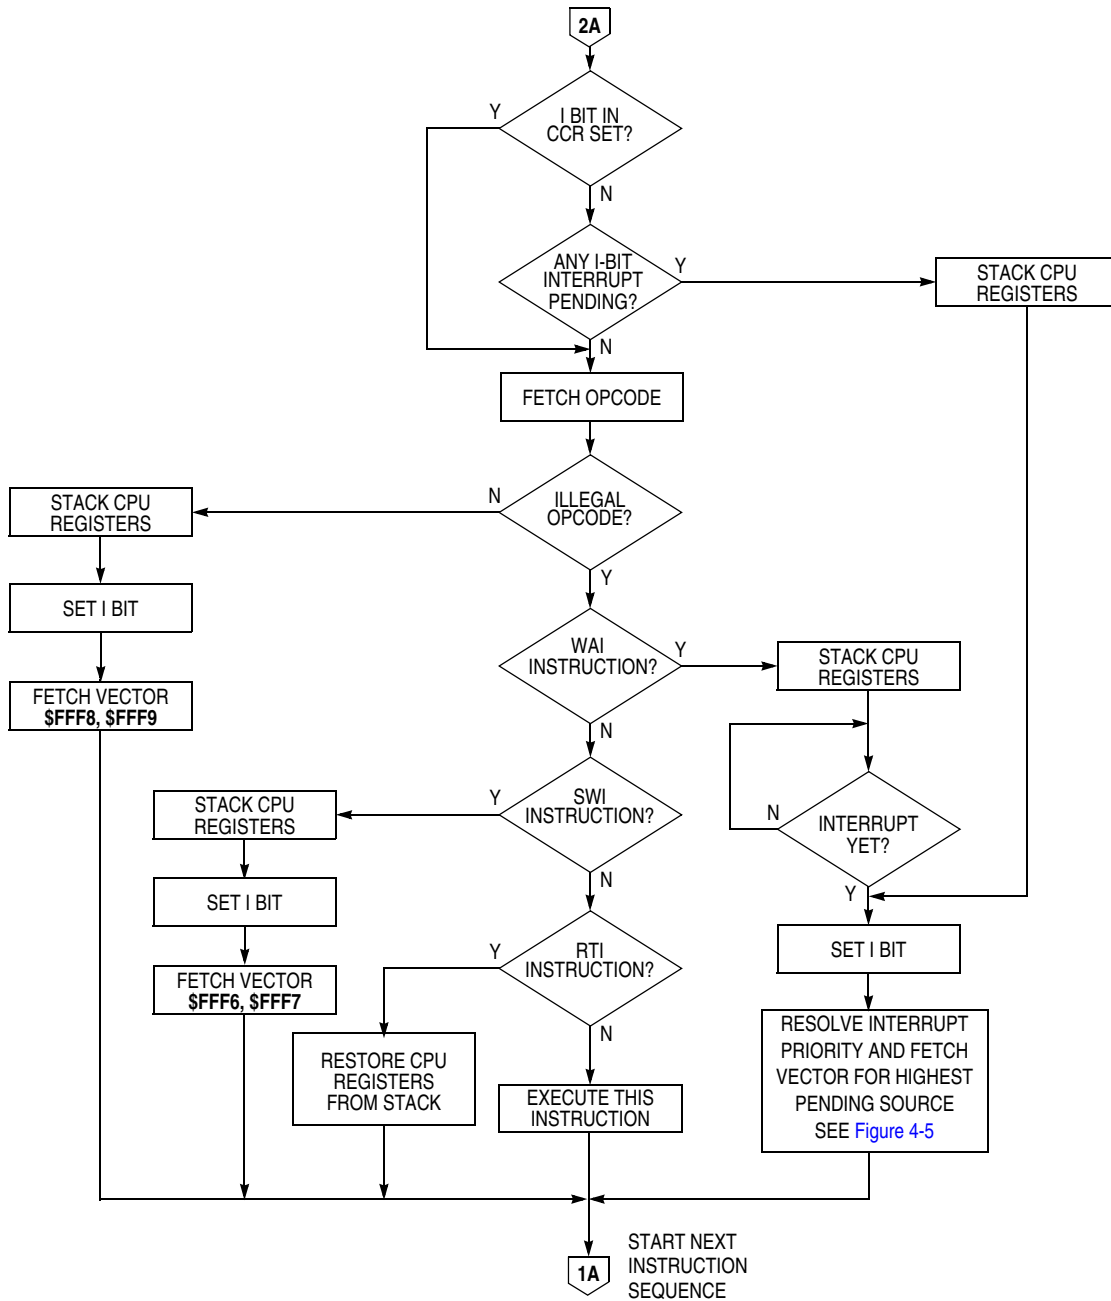 2A
Y
I BIT IN
CCR SET?
N
ANY I-BIT
INTERRUPT
PENDING?
Y
STACK CPU
REGISTERS
N
FETCH OPCODE
STACK CPU
REGISTERS
N
ILLEGAL
OPCODE?
Y
SET I BIT
WAI
INSTRUCTION?
Y
STACK CPU
REGISTERS
FETCH VECTOR
$FFF8, $FFF9
N
STACK CPU
REGISTERS
Y
SWI
INSTRUCTION?
N
INTERRUPT
YET?
N
Y
SET I BIT
Y
RTI
INSTRUCTION?
SET I BIT
FETCH VECTOR
$FFF6, $FFF7
N
RESTORE CPU
REGISTERS
FROM STACK
EXECUTE THIS
INSTRUCTION
RESOLVE INTERRUPT
PRIORITY AND FETCH
VECTOR FOR HIGHEST
PENDING SOURCE
SEE Figure 4-5
1A
START NEXT
INSTRUCTION
SEQUENCE